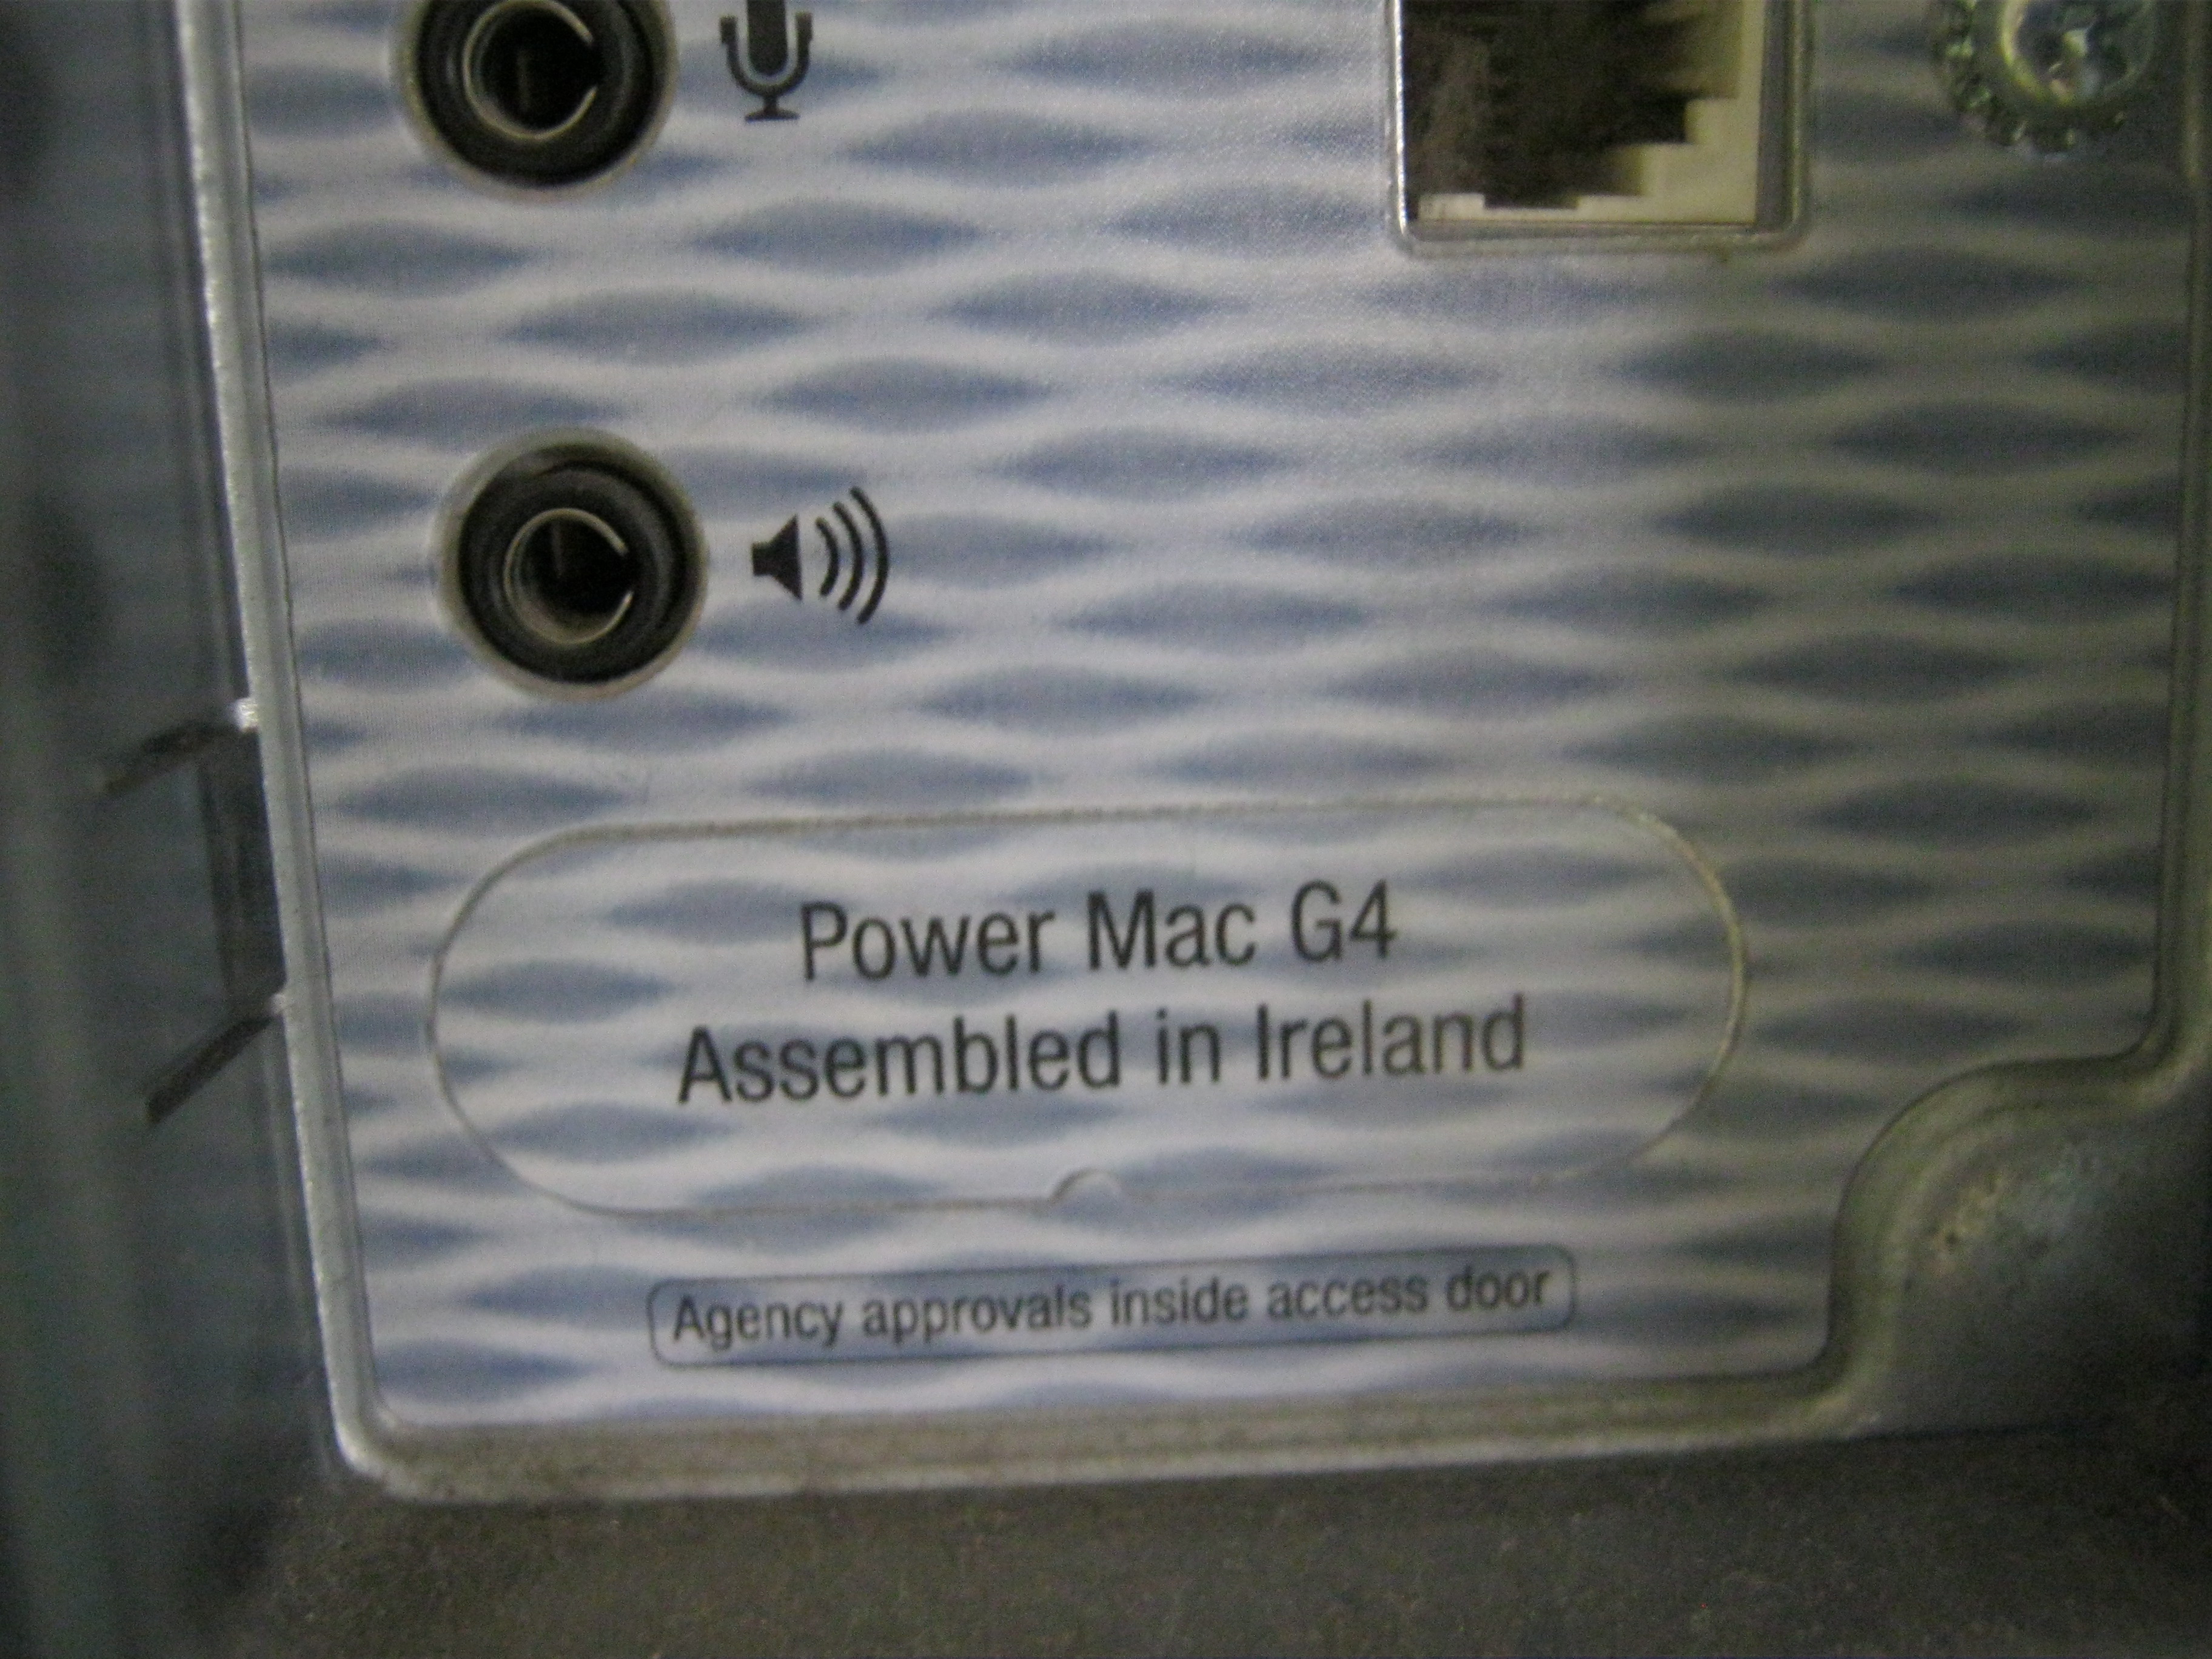 Power Mac G4
Assembled in Ireland
Agency approvals inside access door